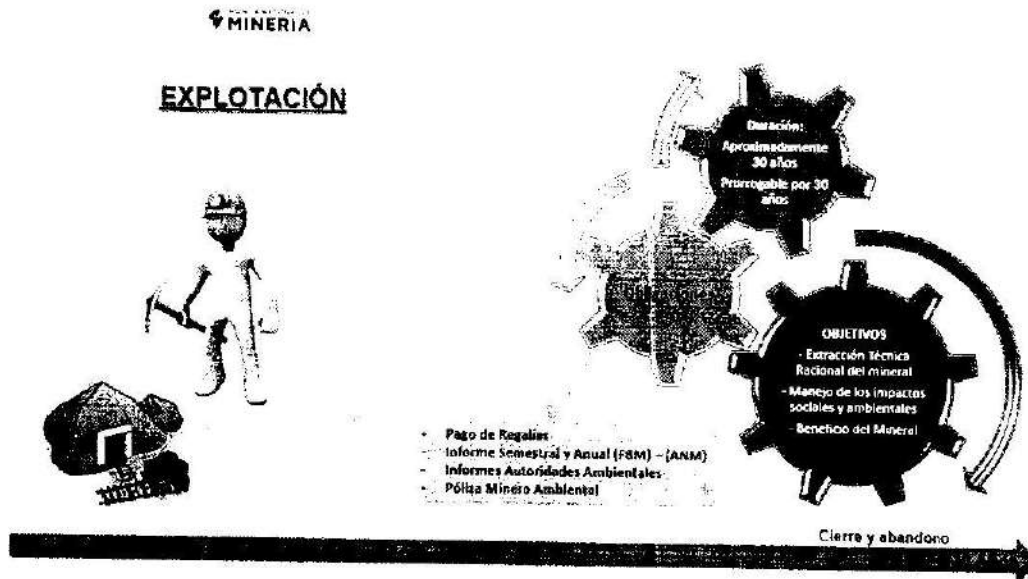 MINERÍA
EXPLOTACIÓN
Duración:
Aproximadamente
30 años
Prorrogable por 30
años
OBJETIVOS
- Extracción Técnica
Racional del mineral
- Manejo de los impactos
sociales y ambientales
- Beneficio del Mineral
- Pago de Regalías
- Informe Semestral y Anual (FBM) – (ANM)
- Informes Autoridades Ambientales
- Póliza Minero Ambiental
Cierre y abandono